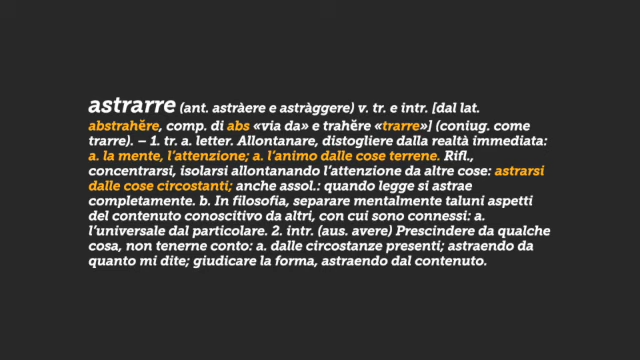 astrarre (ant. astràere e astràggere) v. tr. e intr. [dal lat.
abstrahĕre, comp. di abs «via da» e trahĕre «trarre»] (coniug. come
trarre). – 1. tr. a. letter. Allontanare, distogliere dalla realtà immediata:
a. la mente, l'attenzione; a. l'animo dalle cose terrene. Rifl.,
concentrarsi, isolarsi allontanando l'attenzione da altre cose: astrarsi
dalle cose circostanti; anche assol.: quando legge si astrae
completamente. b. In filosofia, separare mentalmente taluni aspetti
del contenuto conoscitivo da altri, con cui sono connessi: a.
l'universale dal particolare. 2. intr. (aus. avere) Prescindere da qualche
cosa, non tenerne conto: a. dalle circostanze presenti; astraendo da
quanto mi dite; giudicare la forma, astraendo dal contenuto.